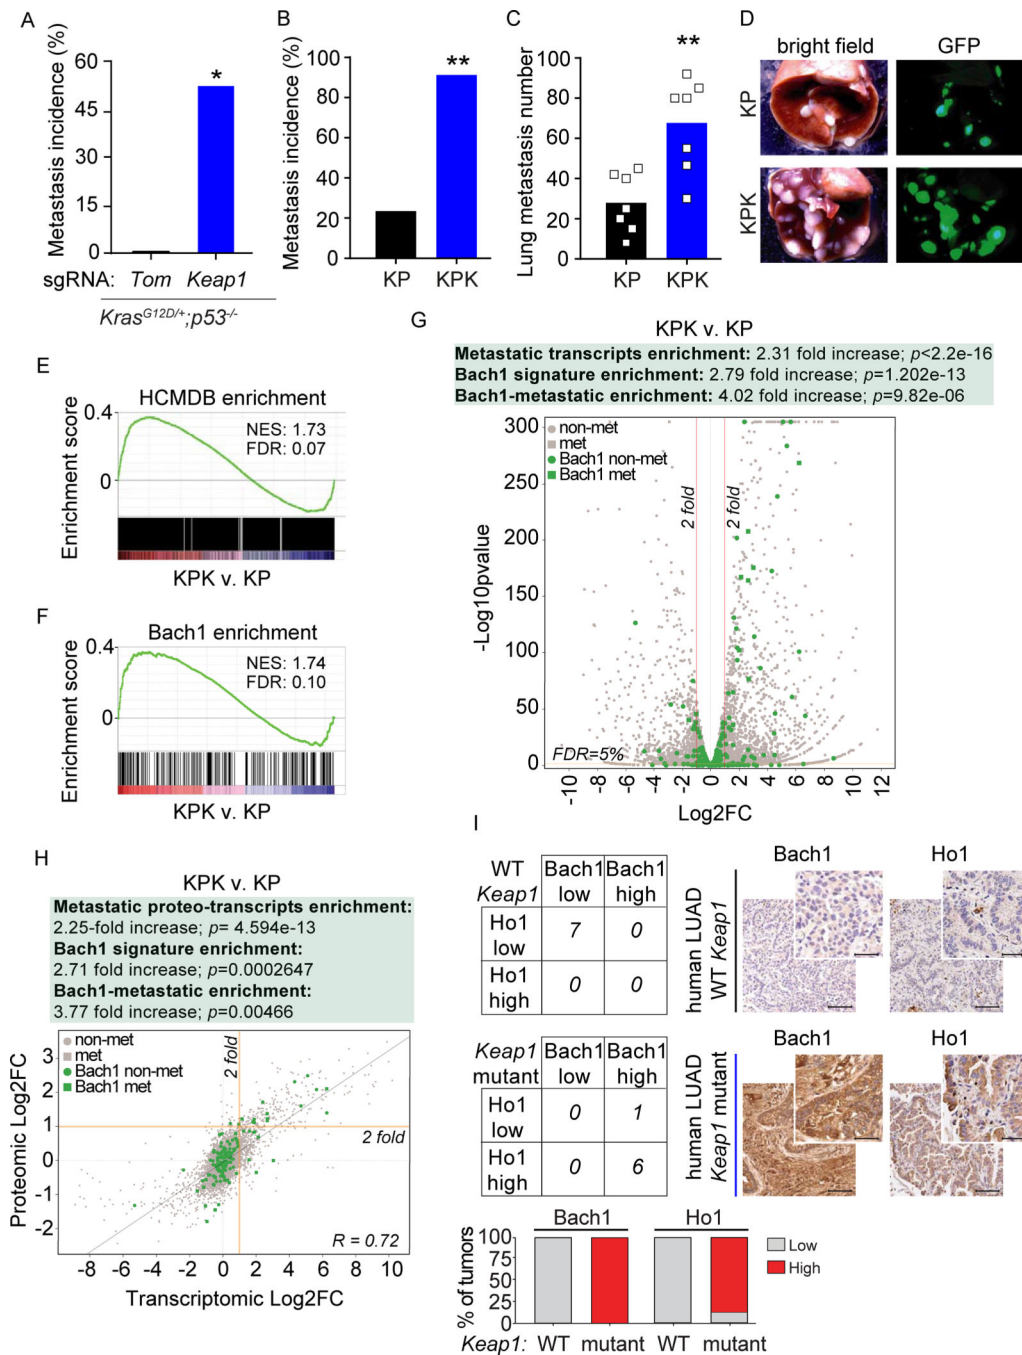 A
Metastasis incidence (%)
60
45
30
15
0
*
sgRNA: Tom Keap1
Kras^G12D/+;p53^-/-
B
Metastasis incidence (%)
100
80
60
40
20
0
**
KP KPK
C
Lung metastasis number
100
80
60
40
20
0
**
KP KPK
D
bright field GFP
KP
KPK
E
HCMDB enrichment
Enrichment score
0.4
0
NES: 1.73
FDR: 0.07
KPK v. KP
F
Bach1 enrichment
Enrichment score
0.4
0
NES: 1.74
FDR: 0.10
KPK v. KP
G
KPK v. KP
Metastatic transcripts enrichment: 2.31 fold increase; p<2.2e-16
Bach1 signature enrichment: 2.79 fold increase; p=1.202e-13
Bach1-metastatic enrichment: 4.02 fold increase; p=9.82e-06
-Log10pvalue
300
250
200
150
100
50
0
non-met
met
Bach1 non-met
Bach1 met
2 fold
2 fold
FDR=5%
-10 -8 -6 -4 -2 0 2 4 6 8 10 12
Log2FC
H
KPK v. KP
Metastatic proteo-transcripts enrichment:
2.25-fold increase; p= 4.594e-13
Bach1 signature enrichment:
2.71 fold increase; p=0.0002647
Bach1-metastatic enrichment:
3.77 fold increase; p=0.00466
Proteomic Log2FC
3
2
1
0
-1
-2
non-met
met
Bach1 non-met
Bach1 met
2 fold
2 fold
R = 0.72
-8 -6 -4 -2 0 2 4 6 8 10
Transcriptomic Log2FC
I
WT Keap1
Bach1 low
Bach1 high
Ho1 low
7 0
Ho1 high
0 0
human LUAD
WT Keap1
Bach1 Ho1
Keap1 mutant
Bach1 low
Bach1 high
Ho1 low
0 1
Ho1 high
0 6
human LUAD
Keap1 mutant
Bach1 Ho1
Bach1 Ho1
% of tumors
100
75
50
25
0
Low
High
Keap1: WT mutant WT mutant